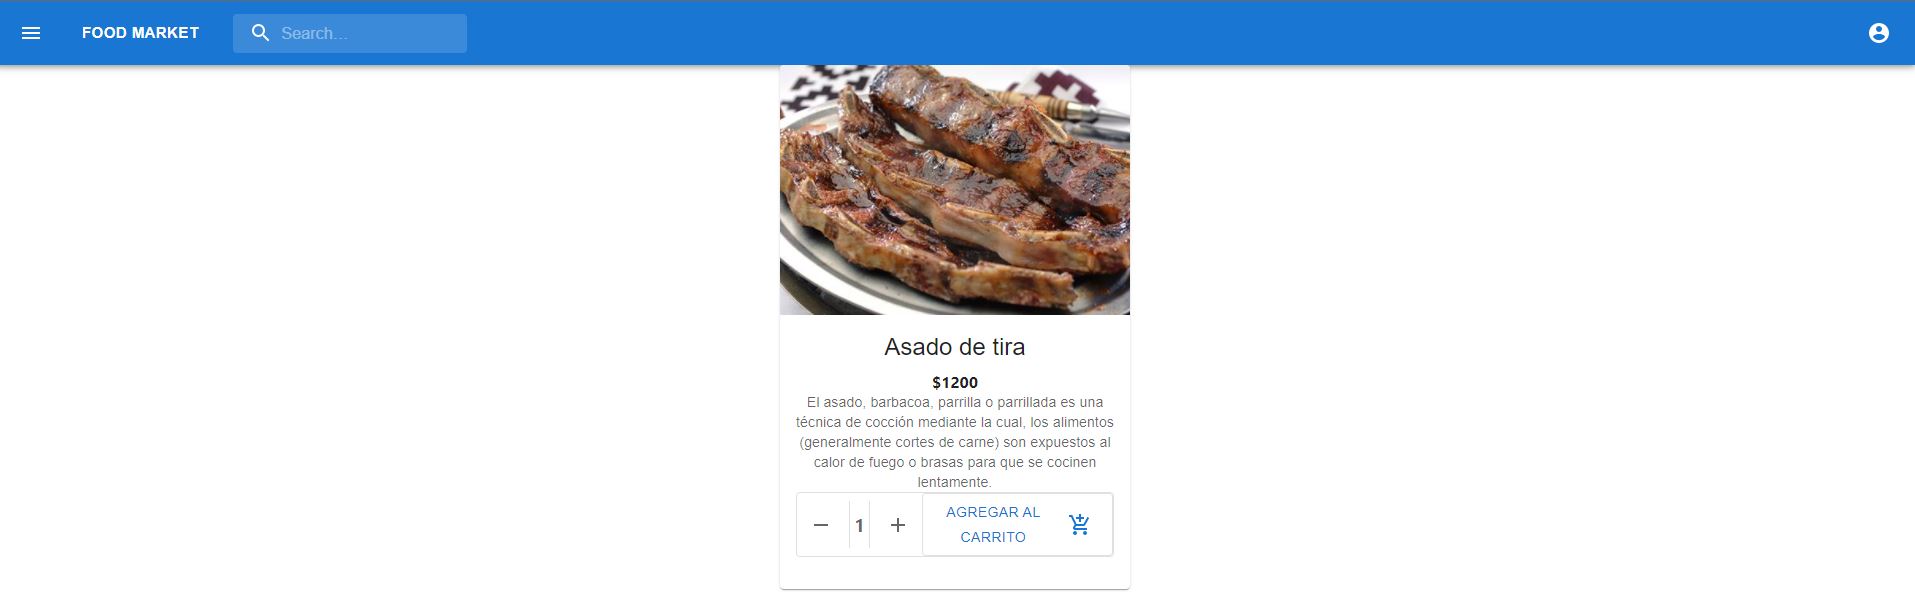 FOOD MARKET
Search...
Asado de tira
$1200
El asado, barbacoa, parrilla o parrillada es una
técnica de cocción mediante la cual, los alimentos
(generalmente cortes de carne) son expuestos al
calor de fuego o brasas para que se cocinen
lentamente.
1
AGREGAR AL
CARRITO